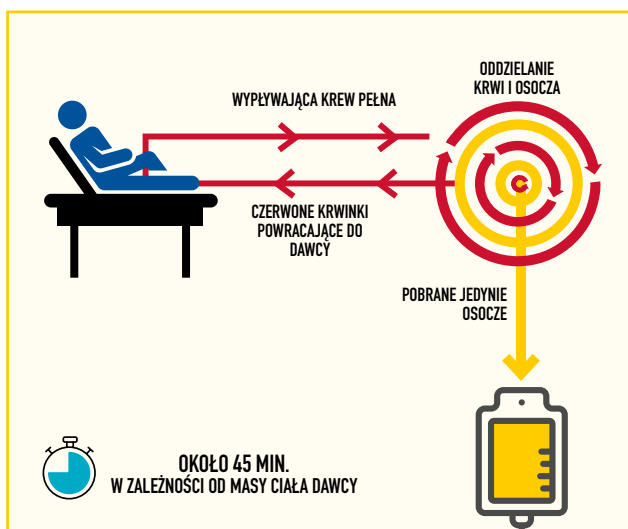 ODDZIELANIE
KRWI I OSOCZA
WYPŁYWAJĄCA KREW PEŁNA
CZERWONE KRWINKI
POWRACAJĄCE DO
DAWCY
POBRANE JEDYNIE
OSOCZE
OKOŁO 45 MIN.
W ZALEŻNOŚCI OD MASY CIAŁA DAWCY